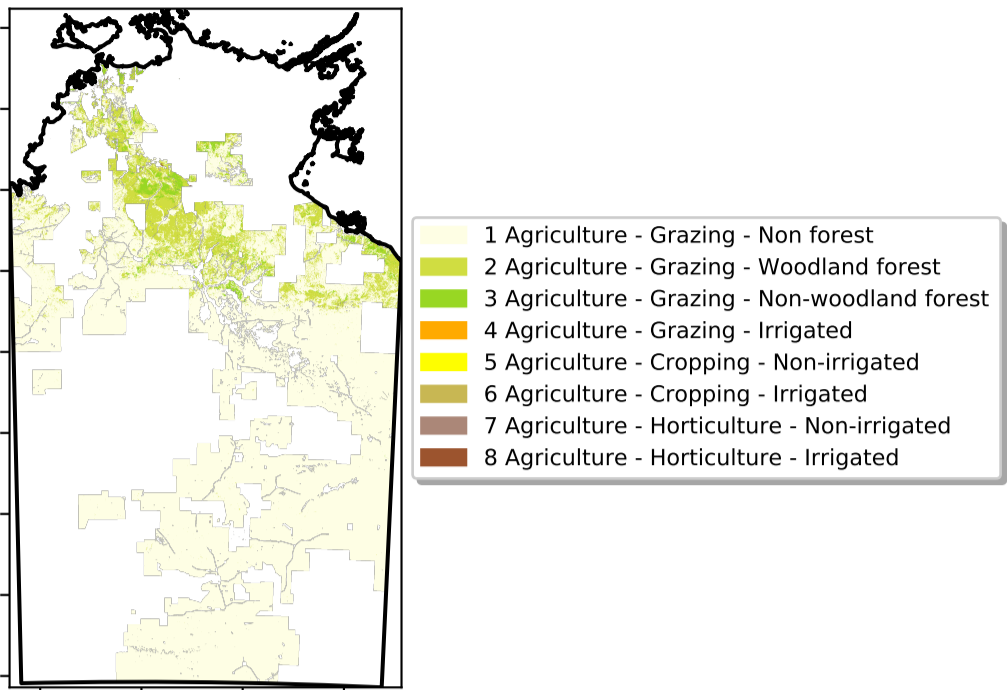 1 Agriculture - Grazing - Non forest
2 Agriculture - Grazing - Woodland forest
3 Agriculture - Grazing - Non-woodland forest
4 Agriculture - Grazing - Irrigated
5 Agriculture - Cropping - Non-irrigated
6 Agriculture - Cropping - Irrigated
7 Agriculture - Horticulture - Non-irrigated
8 Agriculture - Horticulture - Irrigated